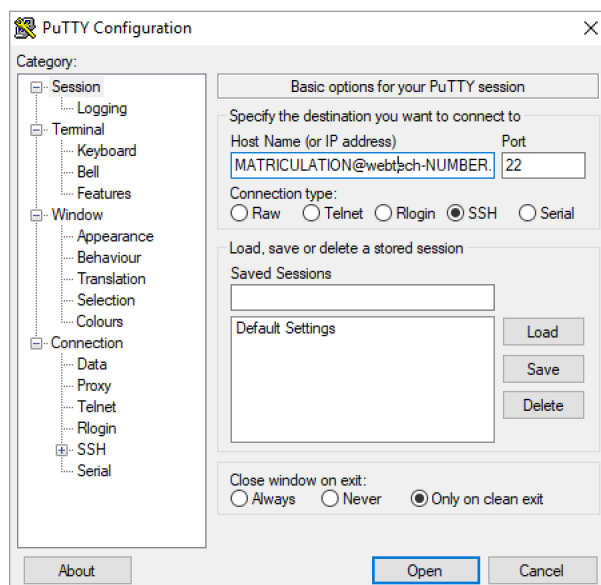 PuTTY Configuration
Category:
Session
Logging
Terminal
Keyboard
Bell
Features
Window
Appearance
Behaviour
Translation
Selection
Colours
Connection
Data
Proxy
Telnet
Rlogin
SSH
Serial
Basic options for your PuTTY session
Specify the destination you want to connect to
Host Name (or IP address) Port
MATRICULATION@webtech-NUMBER. 22
Connection type:
Raw Telnet Rlogin SSH Serial
Load, save or delete a stored session
Saved Sessions
Default Settings
Load
Save
Delete
Close window on exit:
Always Never Only on clean exit
About Open Cancel